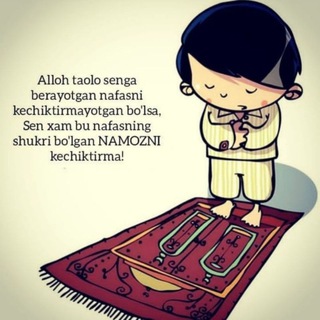 Alloh taolo senga
berayotgan nafasni
kechiktirmayotgan bo'lsa,
Sen xam bu nafasning
shukri bo'lgan NAMOZNI
kechiktirma!